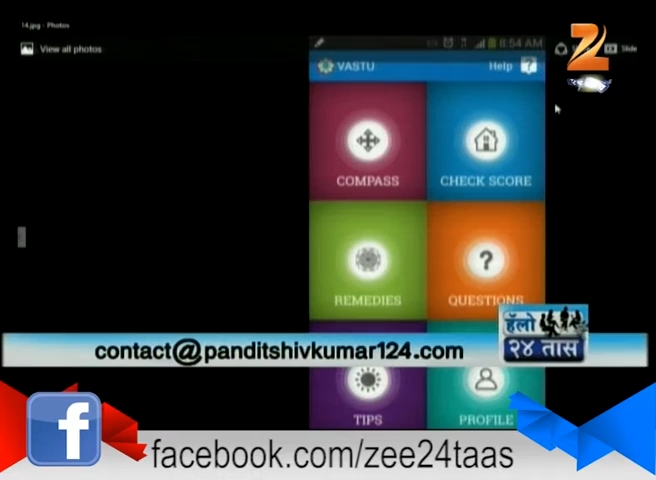 14.jpg - Photos
View all photos
Slide
8:54 AM
VASTU
Help
COMPASS
CHECK SCORE
REMEDIES
QUESTIONS
हॅलो
२४ तास
contact@panditshivkumar124.com
TIPS
PROFILE
facebook.com/zee24taas